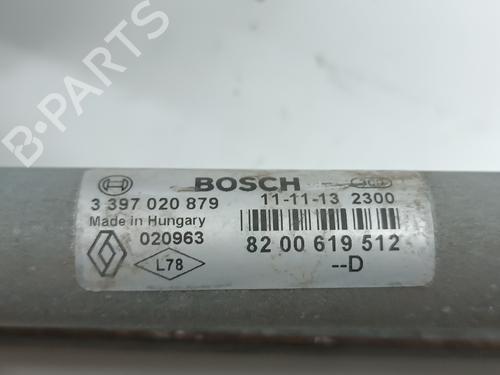 B-PARTS
BOSCH
3 397 020 879
11-11-13 2300
Made in Hungary
020963
82 00 619 512
L78
--D